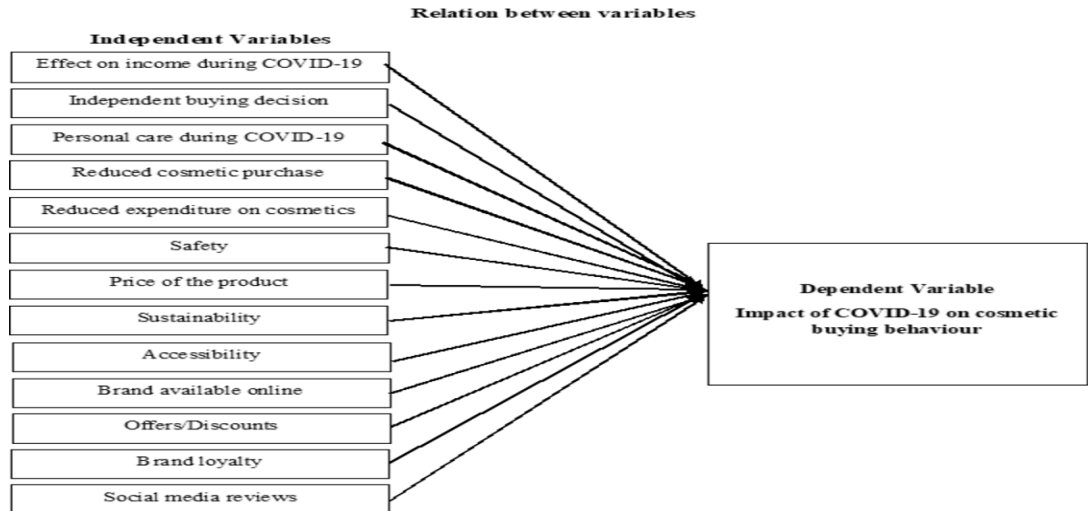 Relation between variables
Independent Variables
Effect on income during COVID-19
Independent buying decision
Personal care during COVID-19
Reduced cosmetic purchase
Reduced expenditure on cosmetics
Safety
Price of the product
Sustainability
Accessibility
Brand available online
Offers/Discounts
Brand loyalty
Social media reviews
Dependent Variable
Impact of COVID-19 on cosmetic
buying behaviour